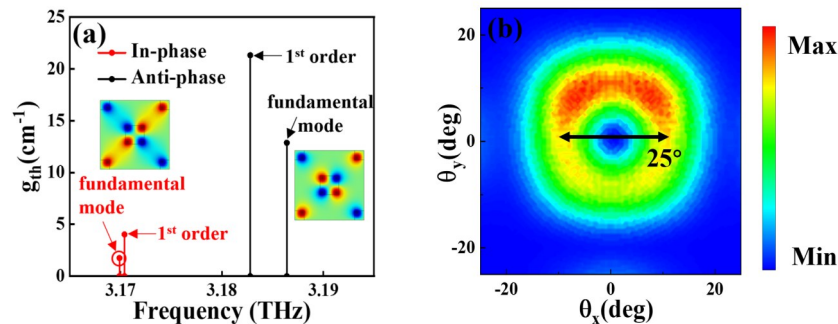 (a)
In-phase
Anti-phase
1st order
fundamental
mode
fundamental
mode
1st order
gth(cm-1)
25
20
15
10
5
0
3.17 3.18 3.19
Frequency (THz)
(b)
25°
θy(deg)
20
0
-20
-20 0 20
θx(deg)
Max
Min